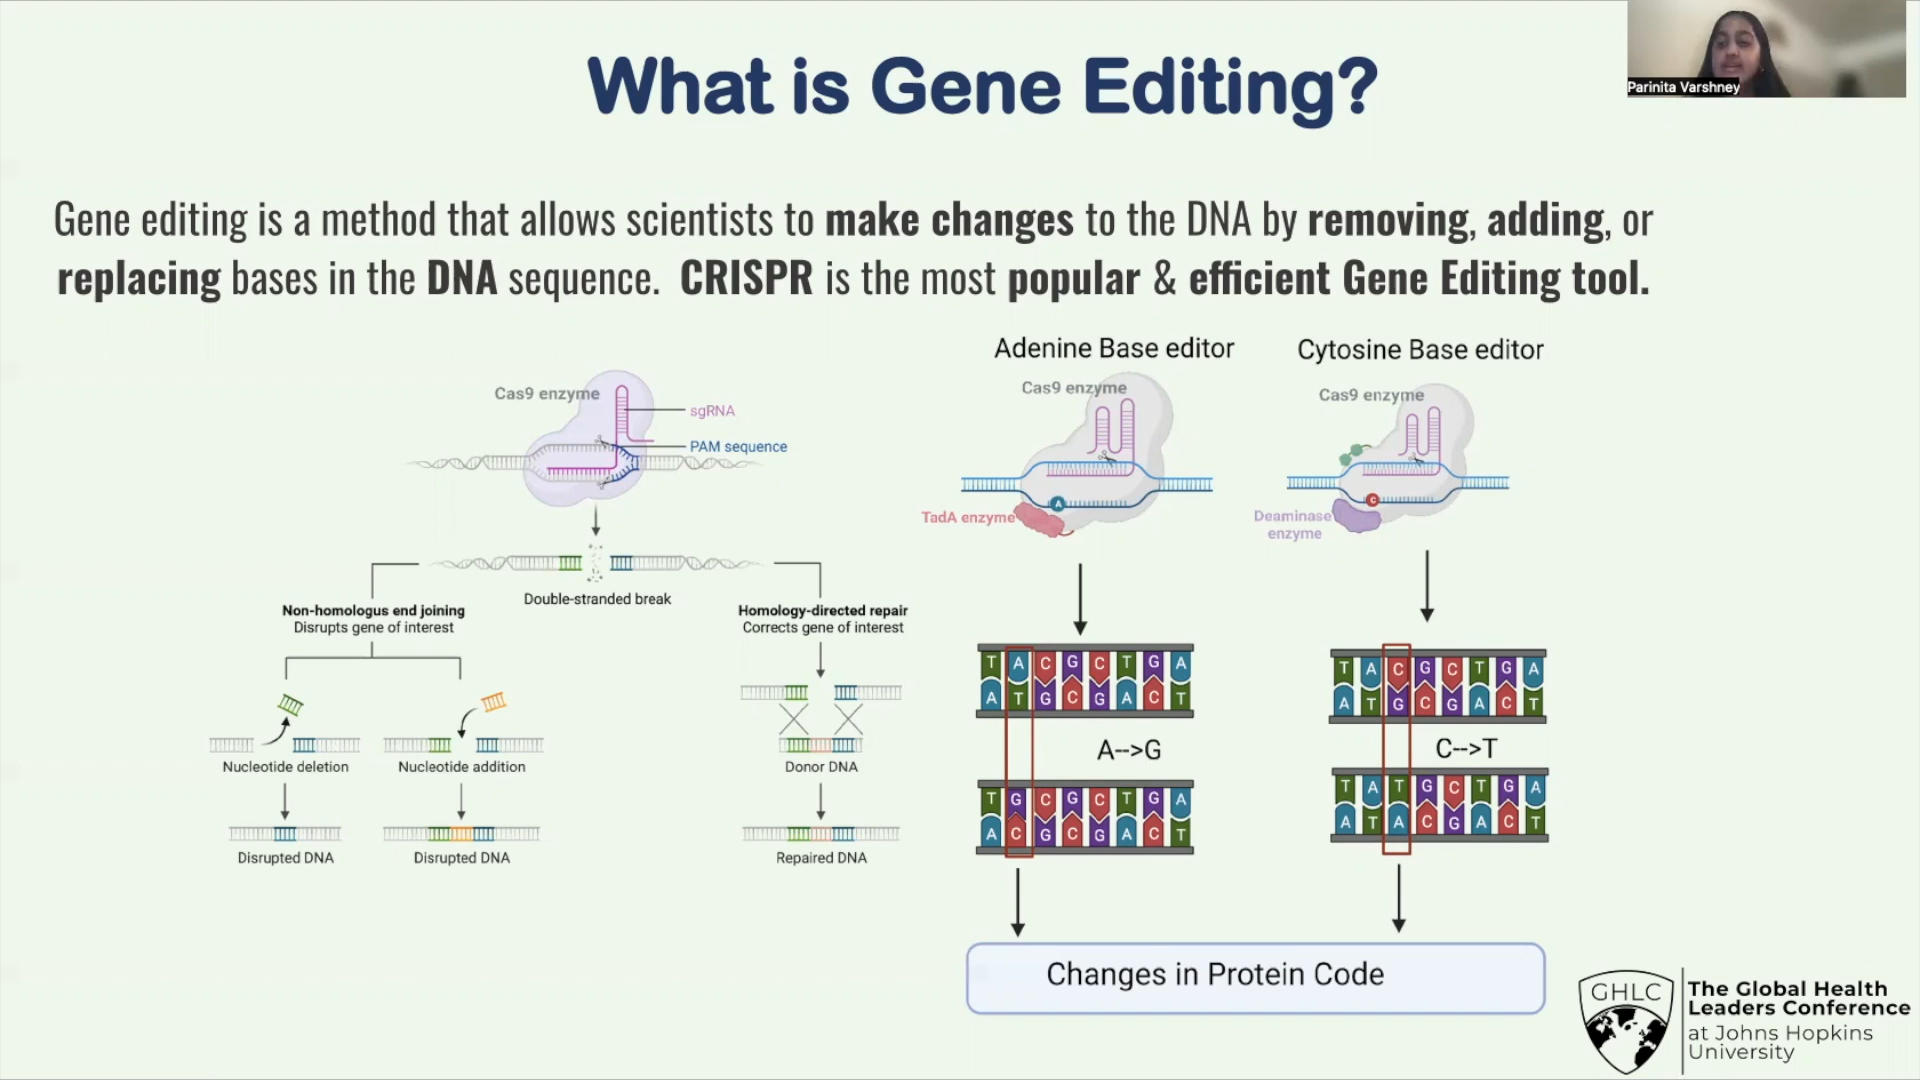 What is Gene Editing?
Parinita Varshney
Gene editing is a method that allows scientists to make changes to the DNA by removing, adding, or
replacing bases in the DNA sequence. CRISPR is the most popular & efficient Gene Editing tool.
Cas9 enzyme
sgRNA
PAM sequence
Double-stranded break
Non-homologus end joining
Disrupts gene of interest
Homology-directed repair
Corrects gene of interest
Nucleotide deletion
Nucleotide addition
Donor DNA
Disrupted DNA
Disrupted DNA
Repaired DNA
Adenine Base editor
Cas9 enzyme
A
TadA enzyme
T A C G C T G A
A T G C G A C T
A-->G
T G C G C T G A
A C G C G A C T
Cytosine Base editor
Cas9 enzyme
C
Deaminase
enzyme
T A C G C T G A
A T G C G A C T
C-->T
T A T G C T G A
A T A C G A C T
Changes in Protein Code
GHLC
The Global Health
Leaders Conference
at Johns Hopkins
University